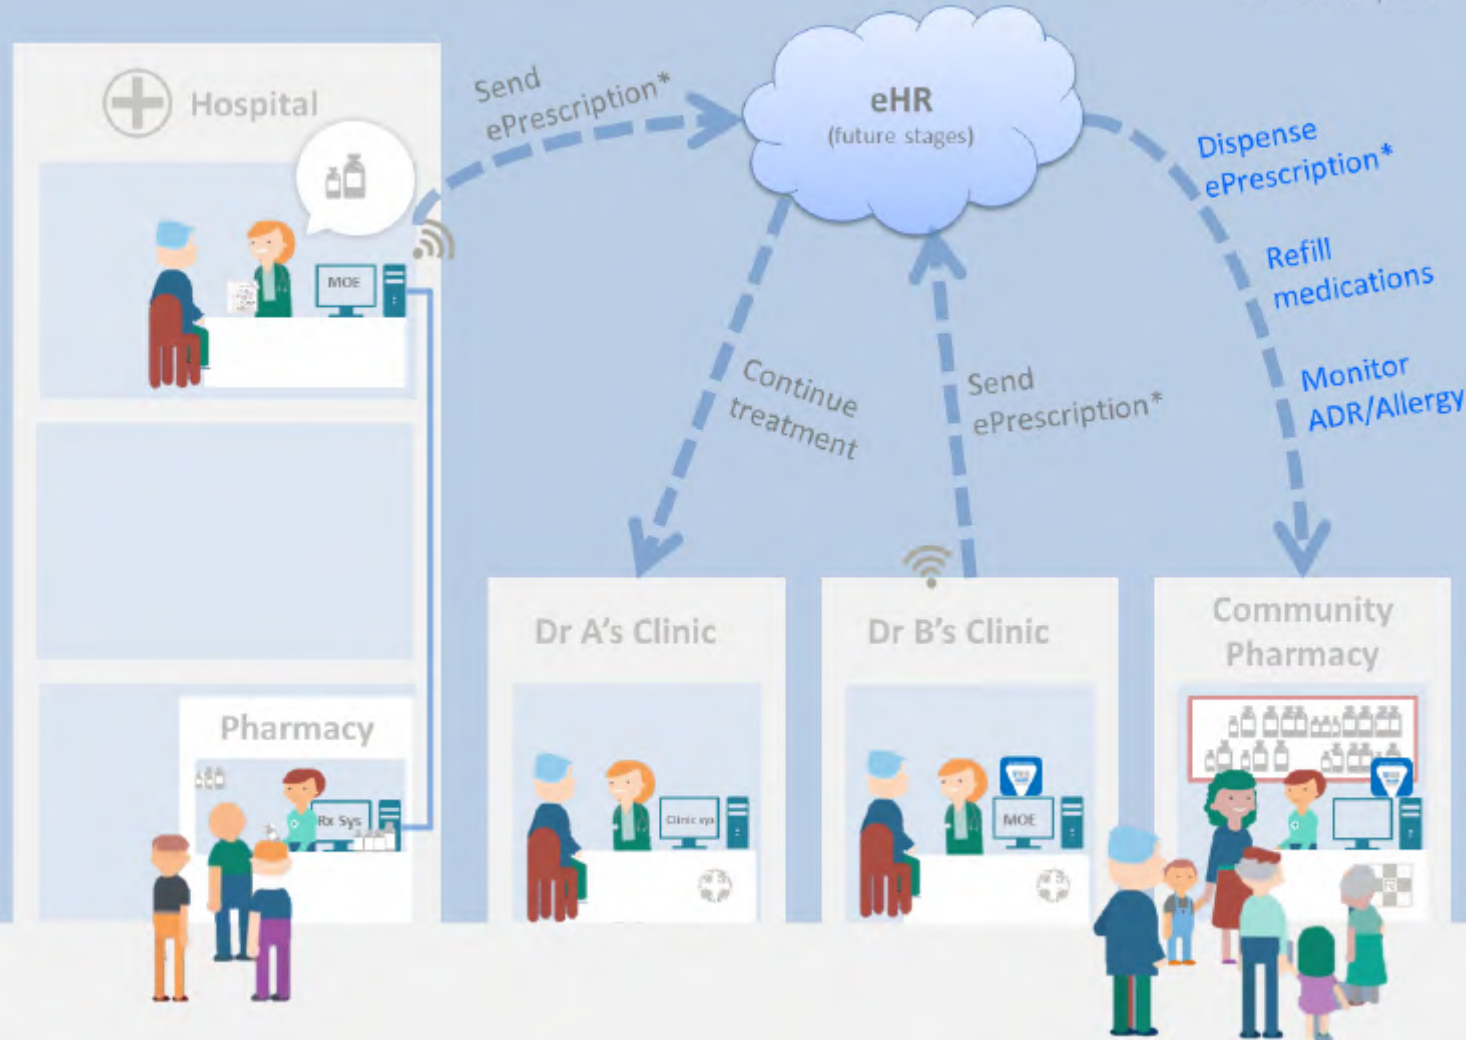 Hospital
Send
ePrescription*
eHR
(future stages)
Dispense
ePrescription*
Refill
medications
Monitor
ADR/Allergy
MOE
Continue
treatment
Send
ePrescription*
Dr A's Clinic
Dr B's Clinic
Community
Pharmacy
Pharmacy
Rx Sys
Clinic sys
MOE